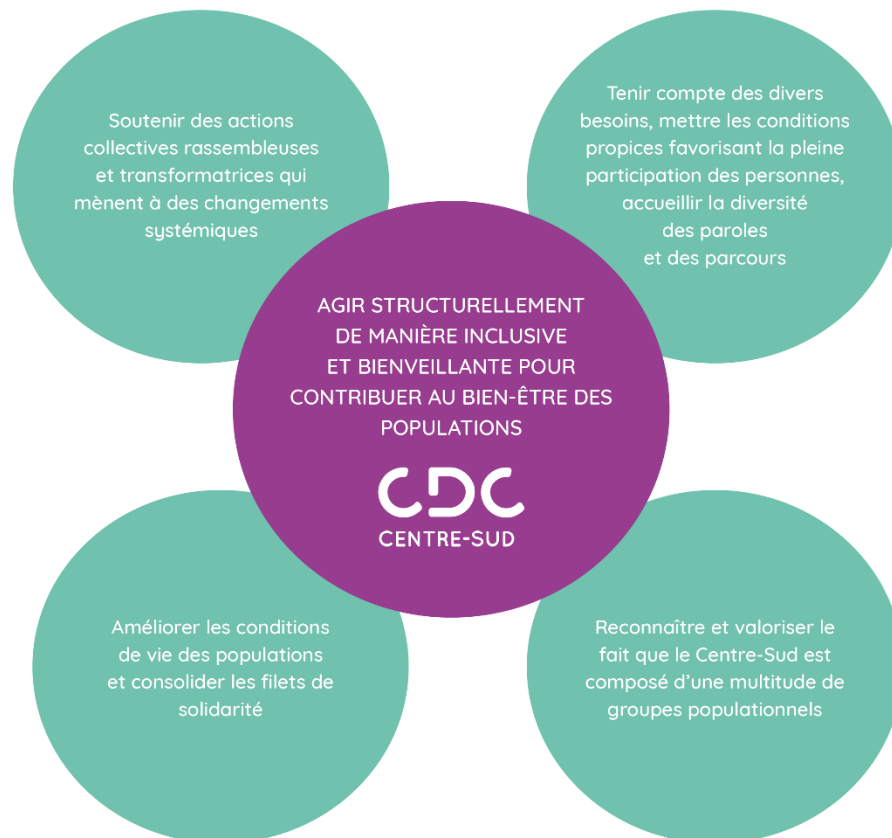 Soutenir des actions
collectives rassembleuses
et transformatrices qui
mènent à des changements
systémiques
Tenir compte des divers
besoins, mettre les conditions
propices favorisant la pleine
participation des personnes,
accueillir la diversité
des paroles
et des parcours
AGIR STRUCTURELLEMENT
DE MANIÈRE INCLUSIVE
ET BIENVEILLANTE POUR
CONTRIBUER AU BIEN-ÊTRE DES
POPULATIONS
CDC
CENTRE-SUD
Améliorer les conditions
de vie des populations
et consolider les filets de
solidarité
Reconnaître et valoriser le
fait que le Centre-Sud est
composé d’une multitude de
groupes populationnels